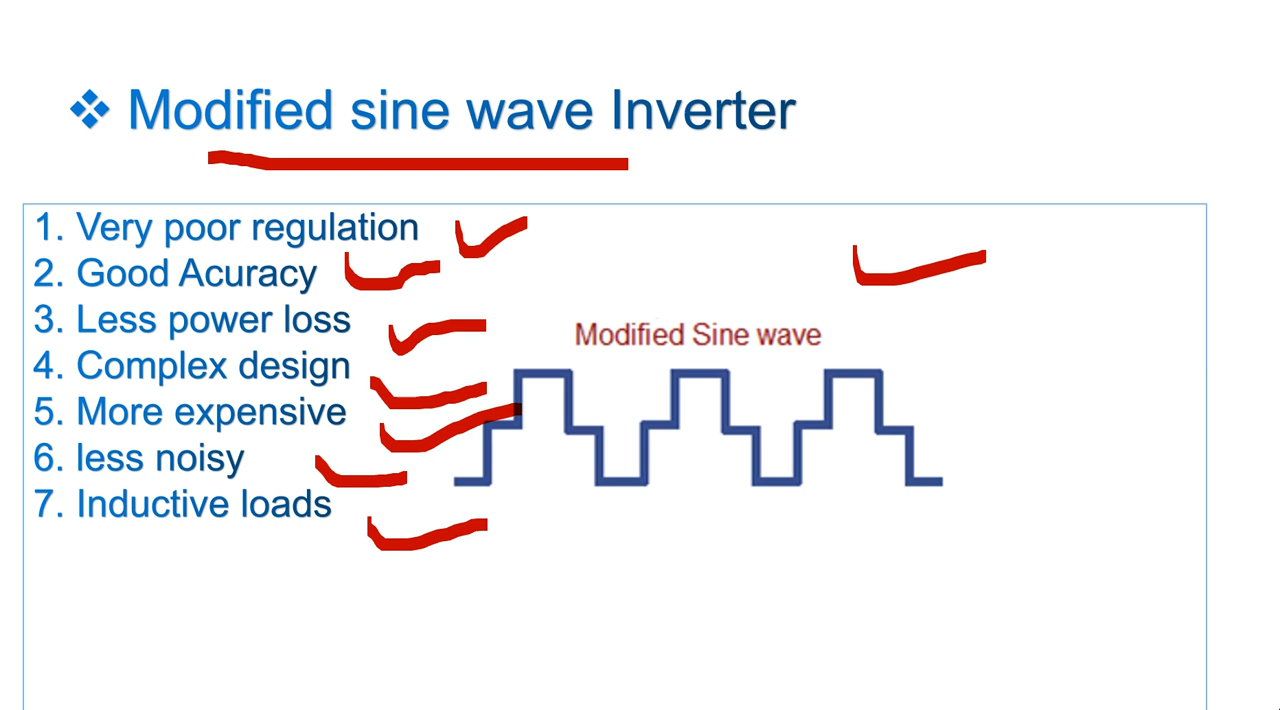 ❖ Modified sine wave Inverter
1. Very poor regulation
2. Good Acuracy
3. Less power loss
4. Complex design
5. More expensive
6. less noisy
7. Inductive loads
Modified Sine wave